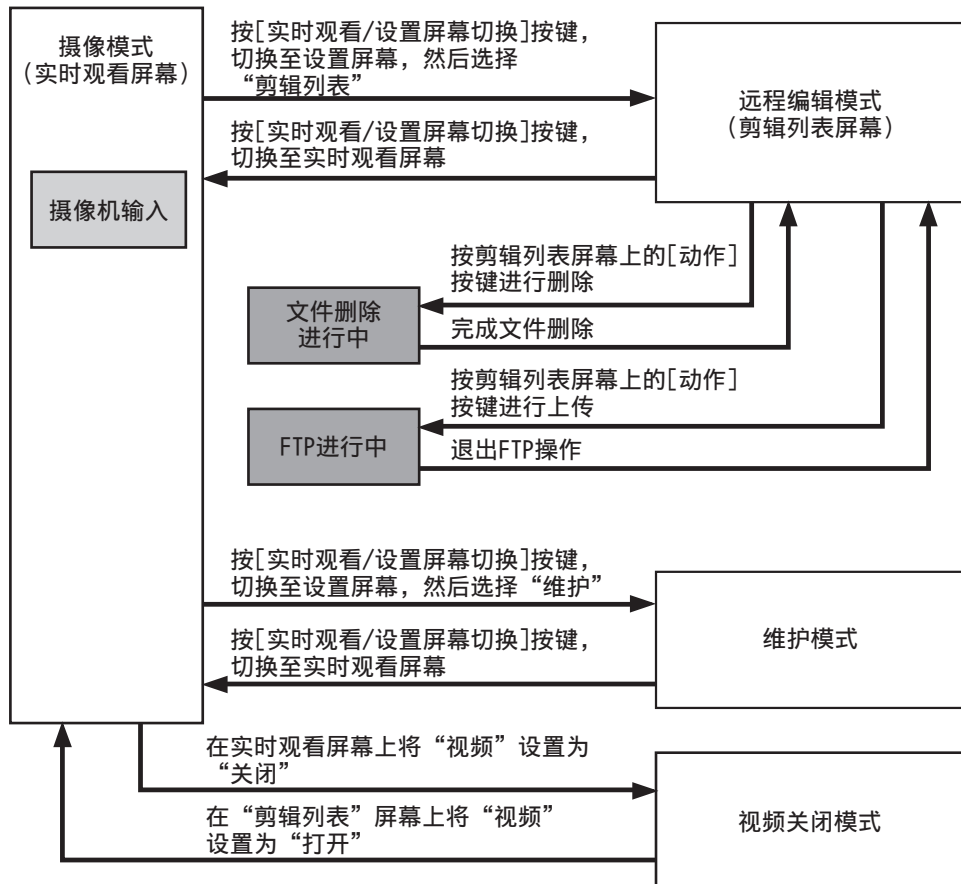 摄像模式
(实时观看屏幕)
摄像机输入
按[实时观看/设置屏幕切换]按键，
切换至设置屏幕，然后选择
“剪辑列表”
按[实时观看/设置屏幕切换]按键，
切换至实时观看屏幕
远程编辑模式
(剪辑列表屏幕)
按剪辑列表屏幕上的[动作]
按键进行删除
文件删除
进行中
完成文件删除
按剪辑列表屏幕上的[动作]
按键进行上传
FTP进行中
退出FTP操作
按[实时观看/设置屏幕切换]按键，
切换至设置屏幕，然后选择“维护”
按[实时观看/设置屏幕切换]按键，
切换至实时观看屏幕
维护模式
在实时观看屏幕上将“视频”设置为
“关闭”
在“剪辑列表”屏幕上将“视频”
设置为“打开”
视频关闭模式